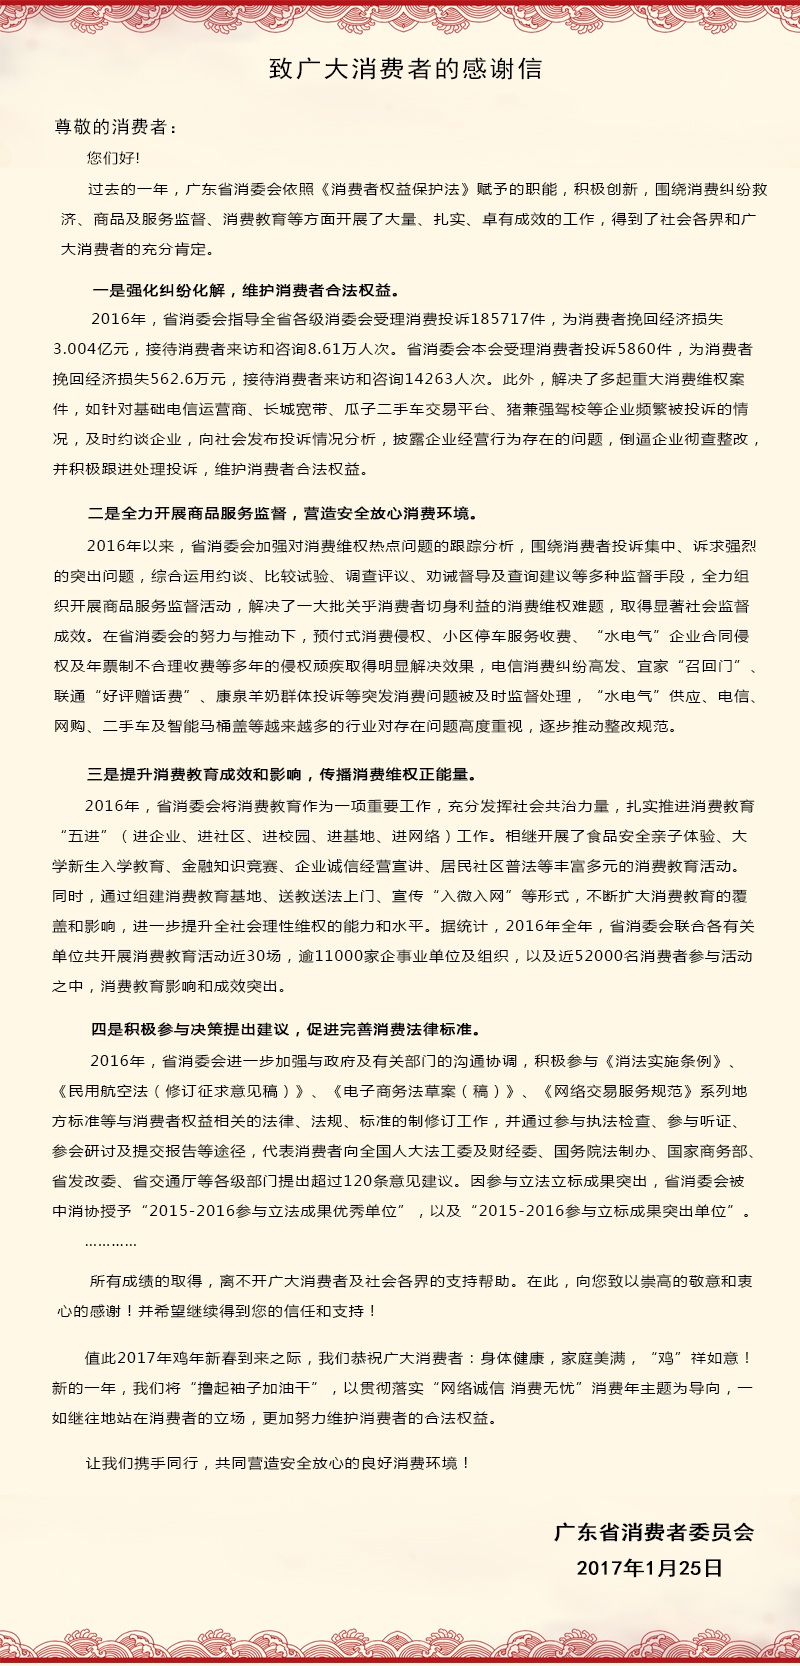 致广大消费者的感谢信
尊敬的消费者：
您们好！
过去的一年，广东省消委会依照《消费者权益保护法》赋予的职能，积极创新，围绕消费纠纷救
济、商品及服务监督、消费教育等方面开展了大量、扎实、卓有成效的工作，得到了社会各界和广
大消费者的充分肯定。
一是强化纠纷化解，维护消费者合法权益。
2016年，省消委会指导全省各级消委会受理消费投诉185717件，为消费者挽回经济损失
3.004亿元，接待消费者来访和咨询8.61万人次。省消委会本会受理消费者投诉5860件，为消费者
挽回经济损失562.6万元，接待消费者来访和咨询14263人次。此外，解决了多起重大消费维权案
件，如针对基础电信运营商、长城宽带、瓜子二手车交易平台、猪兼强驾校等企业频繁被投诉的情
况，及时约谈企业，向社会发布投诉情况分析，披露企业经营行为存在的问题，倒逼企业彻查整改，
并积极跟进处理投诉，维护消费者合法权益。
二是全力开展商品服务监督，营造安全放心消费环境。
2016年以来，省消委会加强对消费维权热点问题的跟踪分析，围绕消费者投诉集中、诉求强烈
的突出问题，综合运用约谈、比较试验、调查评议、劝诫督导及查询建议等多种监督手段，全力组
织开展商品服务监督活动，解决了一大批关乎消费者切身利益的消费维权难题，取得显著社会监督
成效。在省消委会的努力与推动下，预付式消费侵权、小区停车服务收费、“水电气”企业合同侵
权及年票制不合理收费等多年的侵权顽疾取得明显解决效果，电信消费纠纷高发、宜家“召回门”、
联通“好评赠话费”、康泉羊奶群体投诉等突发消费问题被及时监督处理，“水电气”供应、电信、
网购、二手车及智能马桶盖等越来越多的行业对存在问题高度重视，逐步推动整改规范。
三是提升消费教育成效和影响，传播消费维权正能量。
2016年，省消委会将消费教育作为一项重要工作，充分发挥社会共治力量，扎实推进消费教育
“五进”（进企业、进社区、进校园、进基地、进网络）工作。相继开展了食品安全亲子体验、大
学新生入学教育、金融知识竞赛、企业诚信经营宣讲、居民社区普法等丰富多元的消费教育活动。
同时，通过组建消费教育基地、送教送法上门、宣传“入微入网”等形式，不断扩大消费教育的覆
盖和影响，进一步提升全社会理性维权的能力和水平。据统计，2016年全年，省消委会联合各有关
单位共开展消费教育活动近30场，逾11000家企事业单位及组织，以及近52000名消费者参与活动
之中，消费教育影响和成效突出。
四是积极参与决策提出建议，促进完善消费法律标准。
2016年，省消委会进一步加强与政府及有关部门的沟通协调，积极参与《消法实施条例》、
《民用航空法（修订征求意见稿）》、《电子商务法草案（稿）》、《网络交易服务规范》系列地
方标准等与消费者权益相关的法律、法规、标准的制修订工作，并通过参与执法检查、参与听证、
参会研讨及提交报告等途径，代表消费者向全国人大法工委及财经委、国务院法制办、国家商务部、
省发改委、省交通厅等各级部门提出超过120条意见建议。因参与立法立标成果突出，省消委会被
中消协授予“2015-2016参与立法成果优秀单位”，以及“2015-2016参与立标成果突出单位”。
…………
所有成绩的取得，离不开广大消费者及社会各界的支持帮助。在此，向您致以崇高的敬意和衷
心的感谢！并希望继续得到您的信任和支持！
值此2017年鸡年新春到来之际，我们恭祝广大消费者：身体健康，家庭美满，“鸡”祥如意！
新的一年，我们将“撸起袖子加油干”，以贯彻落实“网络诚信 消费无忧”消费年主题为导向，一
如继往地站在消费者的立场，更加努力维护消费者的合法权益。
让我们携手同行，共同营造安全放心的良好消费环境！
广东省消费者委员会
2017年1月25日